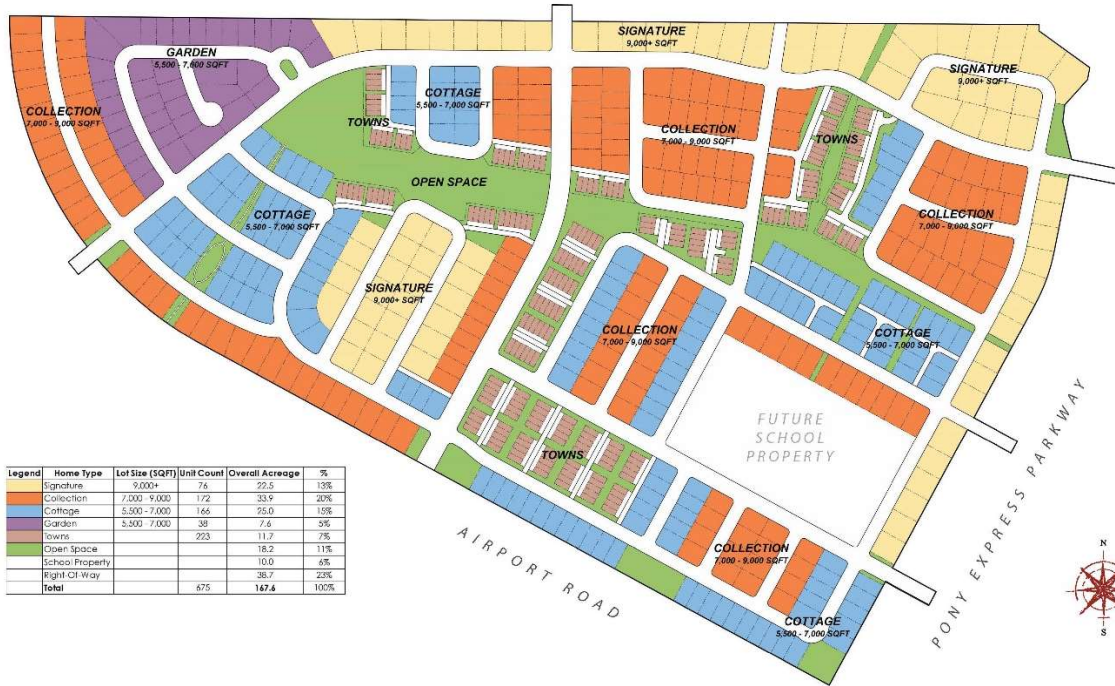 SIGNATURE
9,000+ SQFT
GARDEN
5,500 - 7,000 SQFT
SIGNATURE
9,000+ SQFT
COLLECTION
7,000 - 9,000 SQFT
COTTAGE
5,500 - 7,000 SQFT
TOWNS
COLLECTION
7,000 - 9,000 SQFT
TOWNS
OPEN SPACE
COTTAGE
5,500 - 7,000 SQFT
COLLECTION
7,000 - 9,000 SQFT
SIGNATURE
9,000+ SQFT
COLLECTION
7,000 - 9,000 SQFT
COTTAGE
5,500 - 7,000 SQFT
FUTURE
SCHOOL
PROPERTY
TOWNS
COLLECTION
7,000 - 9,000 SQFT
COTTAGE
5,500 - 7,000 SQFT
AIRPORT ROAD
PONY EXPRESS PARKWAY
Legend Home Type Lot Size (SQFT) Unit Count Overall Acreage %
Signature 9,000+ 76 22.5 13%
Collection 7,000 - 9,000 172 33.9 20%
Cottage 5,500 - 7,000 166 25.0 15%
Garden 5,500 - 7,000 38 7.6 5%
Towns 223 11.7 7%
Open Space 18.2 11%
School Property 10.0 6%
Right-Of-Way 38.7 23%
Total 675 167.6 100%
N
S